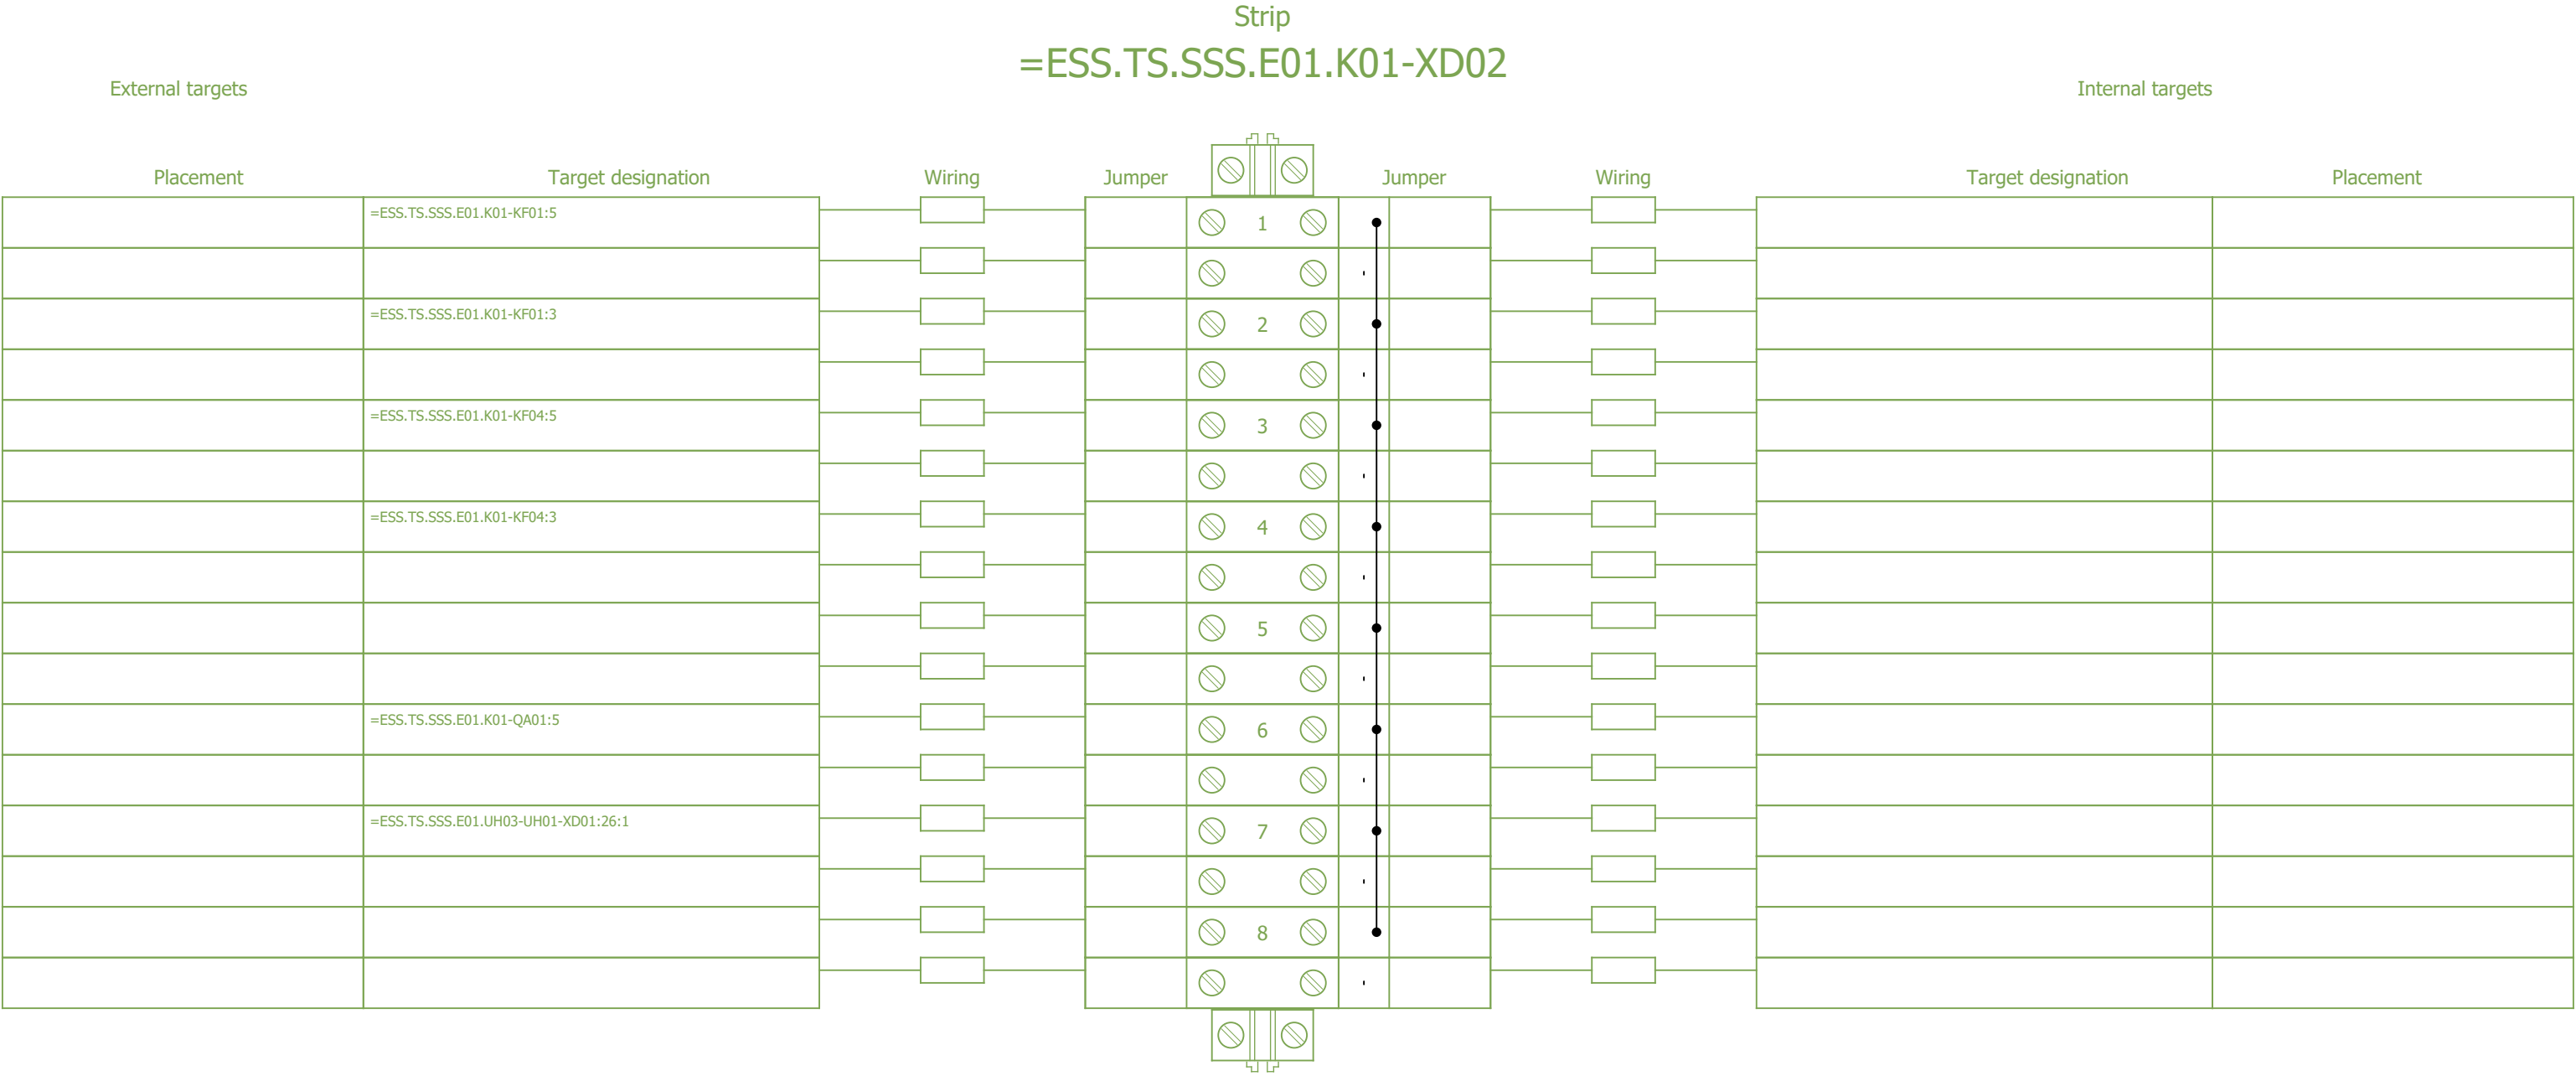 Strip
=ESS.TS.SSS.E01.K01-XD02
External targets
Internal targets
Placement Target designation Wiring Jumper Jumper Wiring Target designation Placement
=ESS.TS.SSS.E01.K01-KF01:5 1
=ESS.TS.SSS.E01.K01-KF01:3 2
=ESS.TS.SSS.E01.K01-KF04:5 3
=ESS.TS.SSS.E01.K01-KF04:3 4
5
=ESS.TS.SSS.E01.K01-QA01:5 6
=ESS.TS.SSS.E01.UH03-UH01-XD01:26:1 7
8